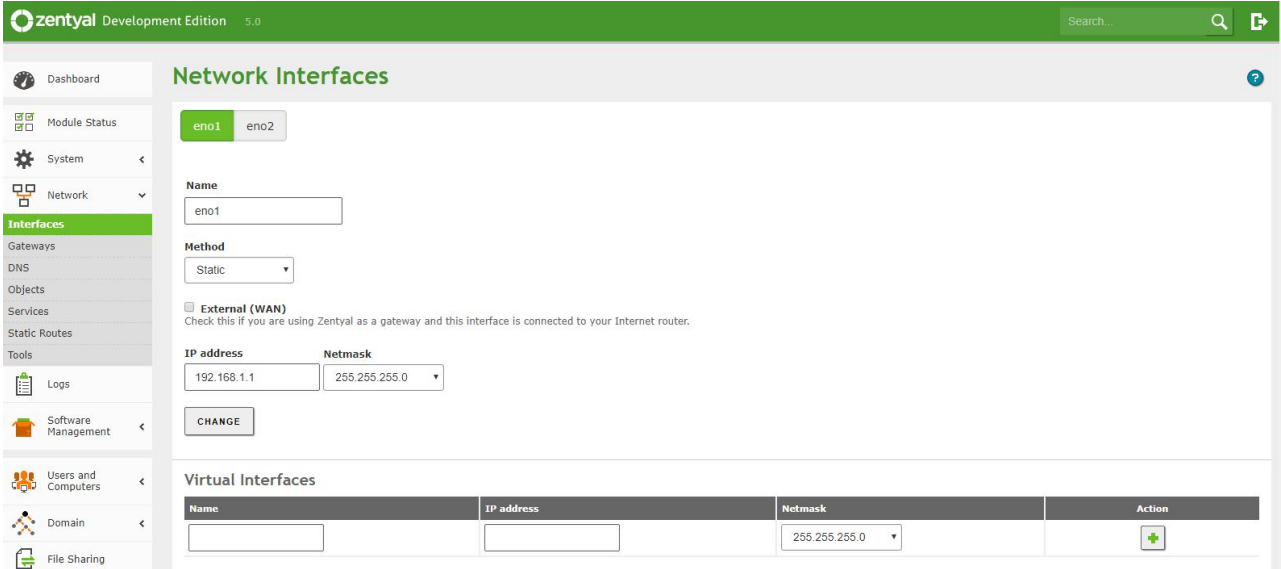 zentyal Development Edition 5.0
Search...
Dashboard
Module Status
System
Network
Interfaces
Gateways
DNS
Objects
Services
Static Routes
Tools
Logs
Software
Management
Users and
Computers
Domain
File Sharing
Network Interfaces
?
eno1 eno2
Name
eno1
Method
Static
External (WAN)
Check this if you are using Zentyal as a gateway and this interface is connected to your Internet router.
IP address Netmask
192.168.1.1 255.255.255.0
CHANGE
Virtual Interfaces
Name IP address Netmask Action
255.255.255.0